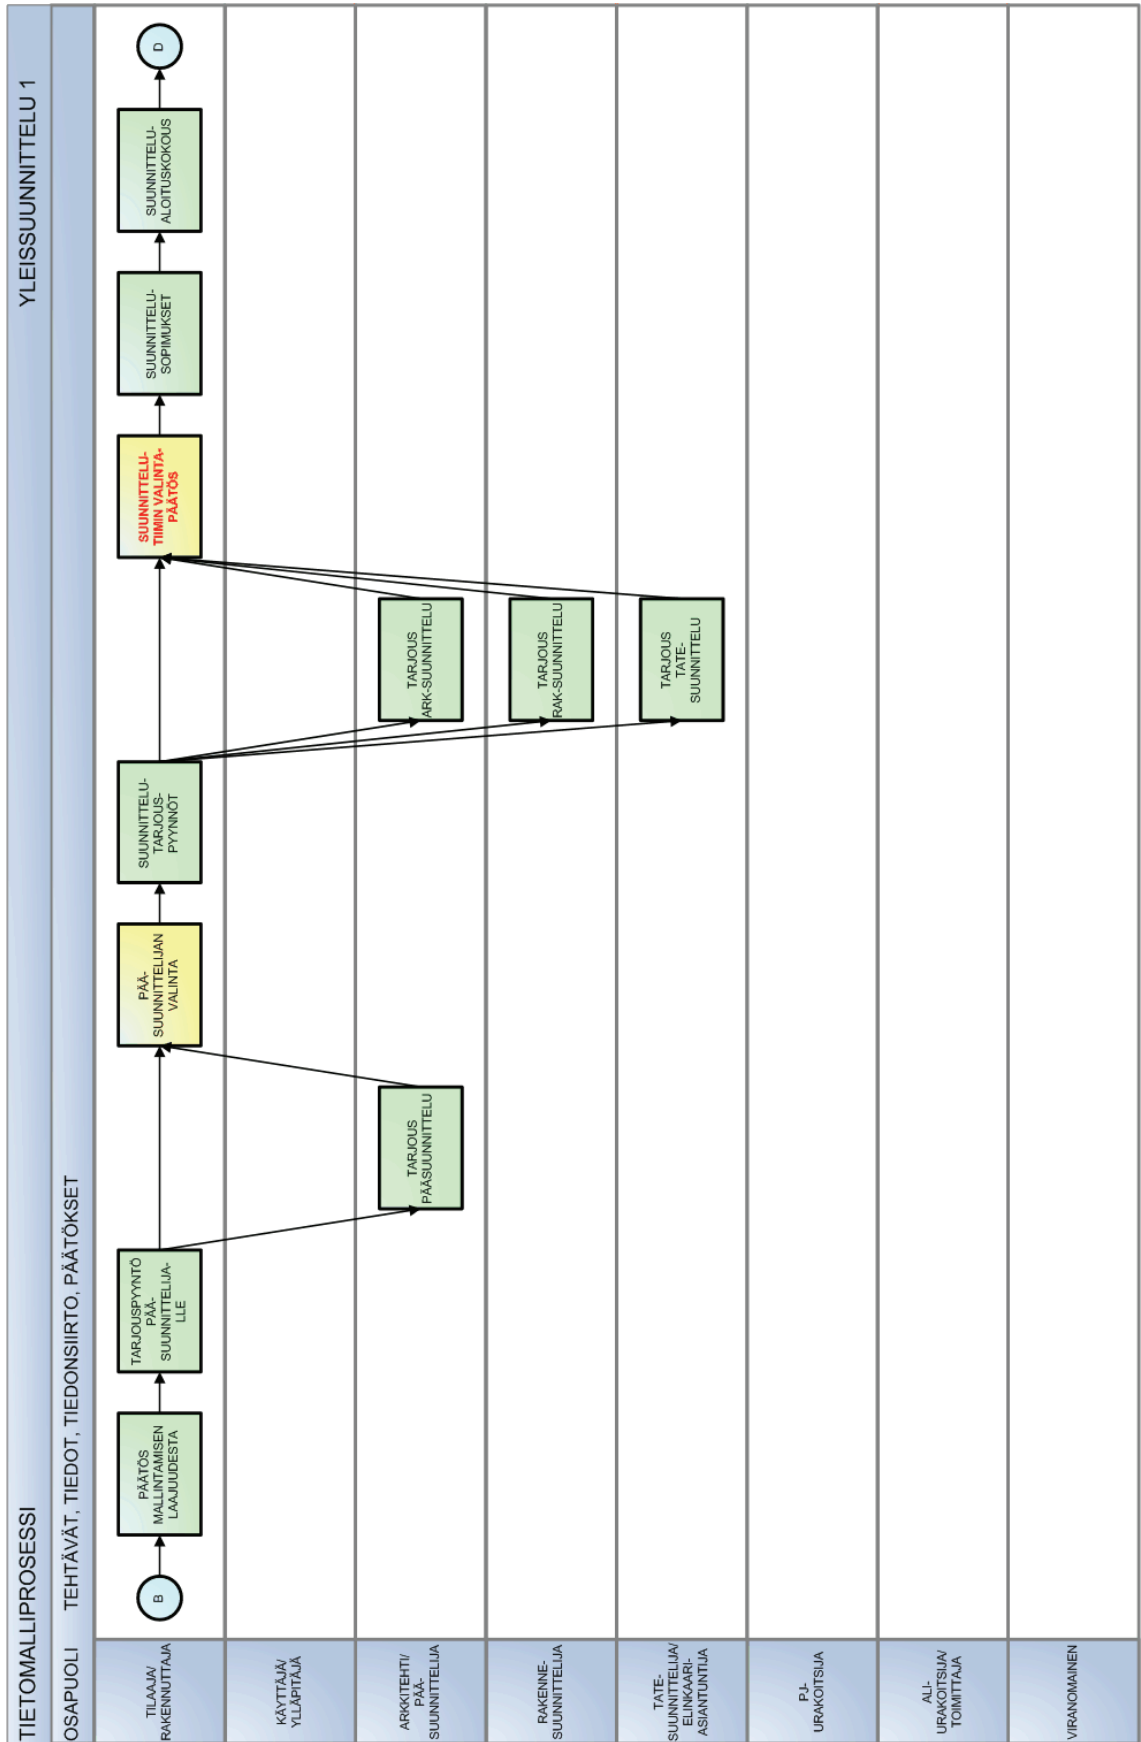 TIETOMALLIPROSESSI
YLEISSUUNNITTELU 1
OSAPUOLI
TEHTÄVÄT, TIEDOT, TIEDONSIIRTO, PÄÄTÖKSET
TILAAJA/
RAKENNUTTAJA
B
PÄÄTÖS
MALLINTAMISEN
LAAJUUDESTA
TARJOUSPYYNTÖ
PÄÄ-
SUUNNITTELIJA-
LLE
PÄÄ-
SUUNNITTELIJAN
VALINTA
SUUNNITTELU-
TARJOUS-
PYYNNÖT
SUUNNITTELU-
TIIMIN VALINTA-
PÄÄTÖS
SUUNNITTELU-
SOPIMUKSET
SUUNNITTELU-
ALOITUSKOKOUS
D
KÄYTTÄJÄ/
YLLÄPITÄJÄ
ARKKITEHTI/
PÄÄ-
SUUNNITTELIJA
TARJOUS
PÄÄSUUNNITTELU
TARJOUS
ARK-SUUNNITTELU
RAKENNE-
SUUNNITTELIJA
TARJOUS
RAK-SUUNNITTELU
TATE-
SUUNNITTELIJA/
ELINKAARI-
ASIANTUNTIJA
TARJOUS
TATE-
SUUNNITTELU
PJ-
URAKOITSIJA
ALI-
URAKOITSIJA/
TOIMITTAJA
VIRANOMAINEN